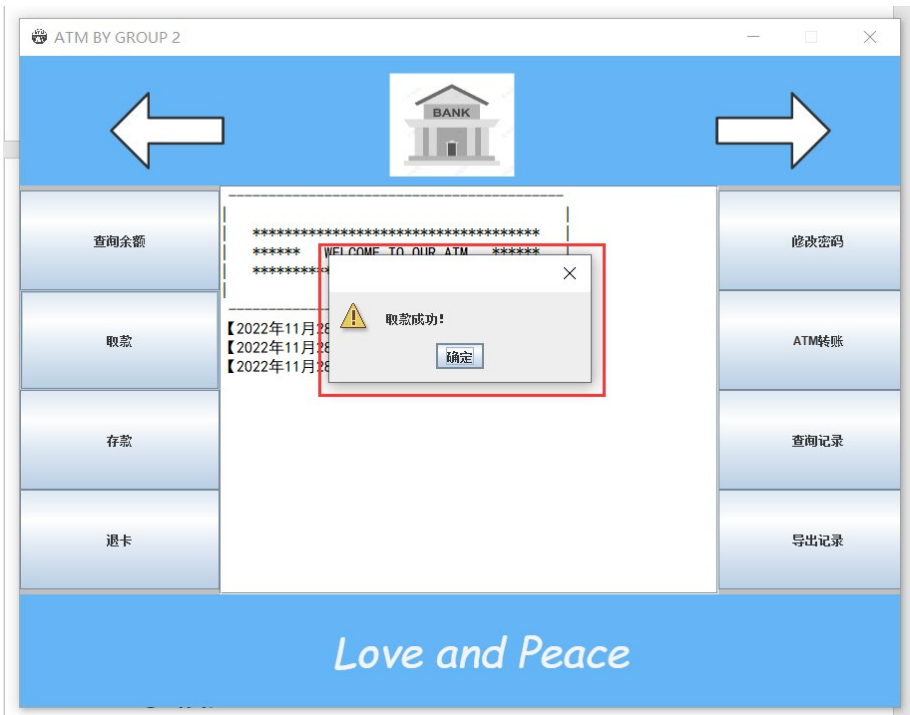 ATM BY GROUP 2
BANK
查询余额
取款
存款
退卡
************************************
****** WELCOME TO OUR ATM ******
【2022年11月28
【2022年11月28
【2022年11月28
取款成功!
确定
修改密码
ATM转账
查询记录
导出记录
Love and Peace